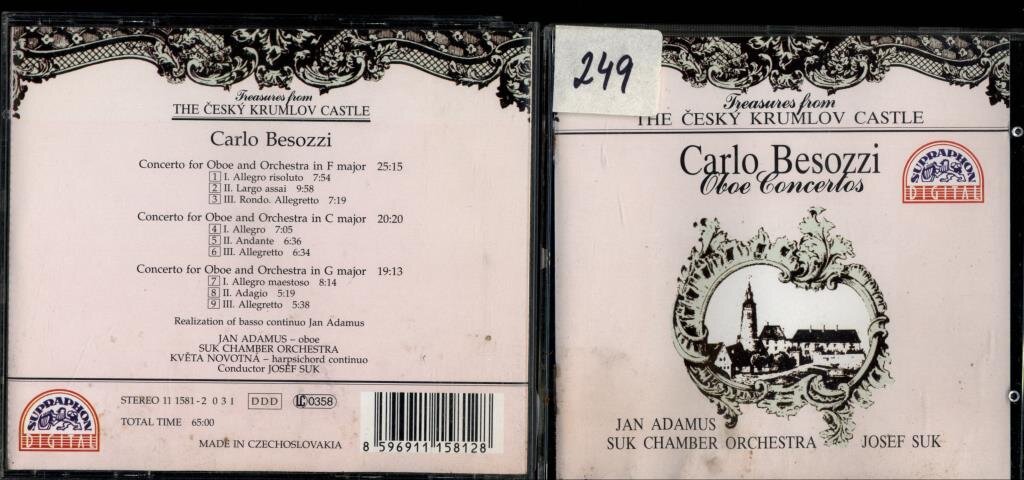 Treasures from
THE ČESKÝ KRUMLOV CASTLE
Carlo Besozzi
Concerto for Oboe and Orchestra in F major 25:15
1 I. Allegro risoluto 7:54
2 II. Largo assai 9:58
3 III. Rondo. Allegretto 7:19
Concerto for Oboe and Orchestra in C major 20:20
4 I. Allegro 7:05
5 II. Andante 6:36
6 III. Allegretto 6:34
Concerto for Oboe and Orchestra in G major 19:13
7 I. Allegro maestoso 8:14
8 II. Adagio 5:19
9 III. Allegretto 5:38
Realization of basso continuo Jan Adamus
JAN ADAMUS – oboe
SUK CHAMBER ORCHESTRA
KVĚTA NOVOTNÁ – harpsichord continuo
Conductor JOSEF SUK
SUPRAPHON
DIGITAL
STEREO 11 1581-2 031
DDD
LC 0358
TOTAL TIME 65:00
MADE IN CZECHOSLOVAKIA
8 596911 158128
249
Treasures from
THE ČESKÝ KRUMLOV CASTLE
Carlo Besozzi
Oboe Concertos
SUPRAPHON
DIGITAL
JAN ADAMUS
SUK CHAMBER ORCHESTRA JOSEF SUK